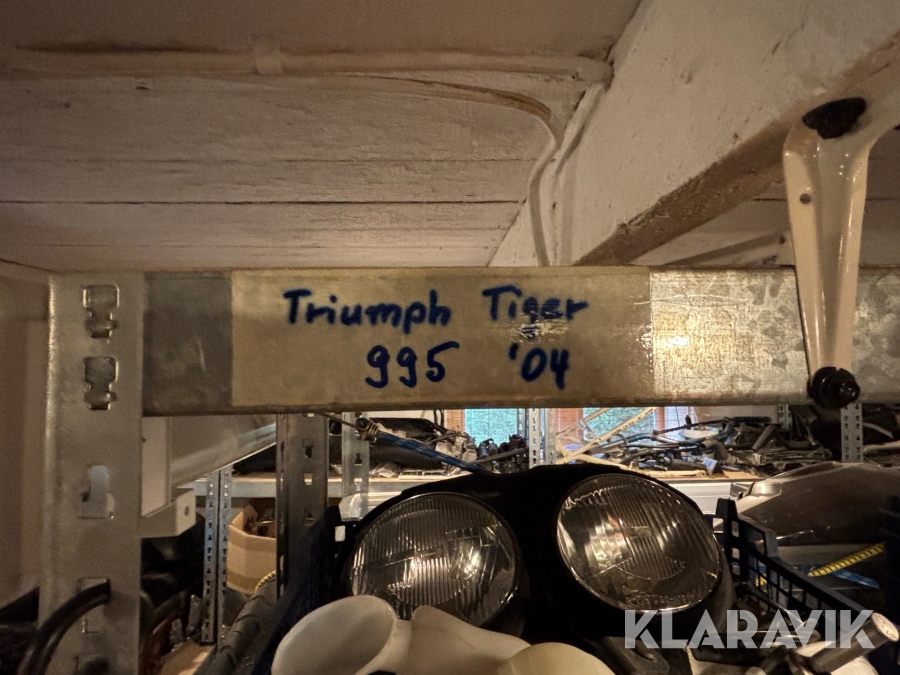 Triumph Tiger
995 '04
KLARAVIK